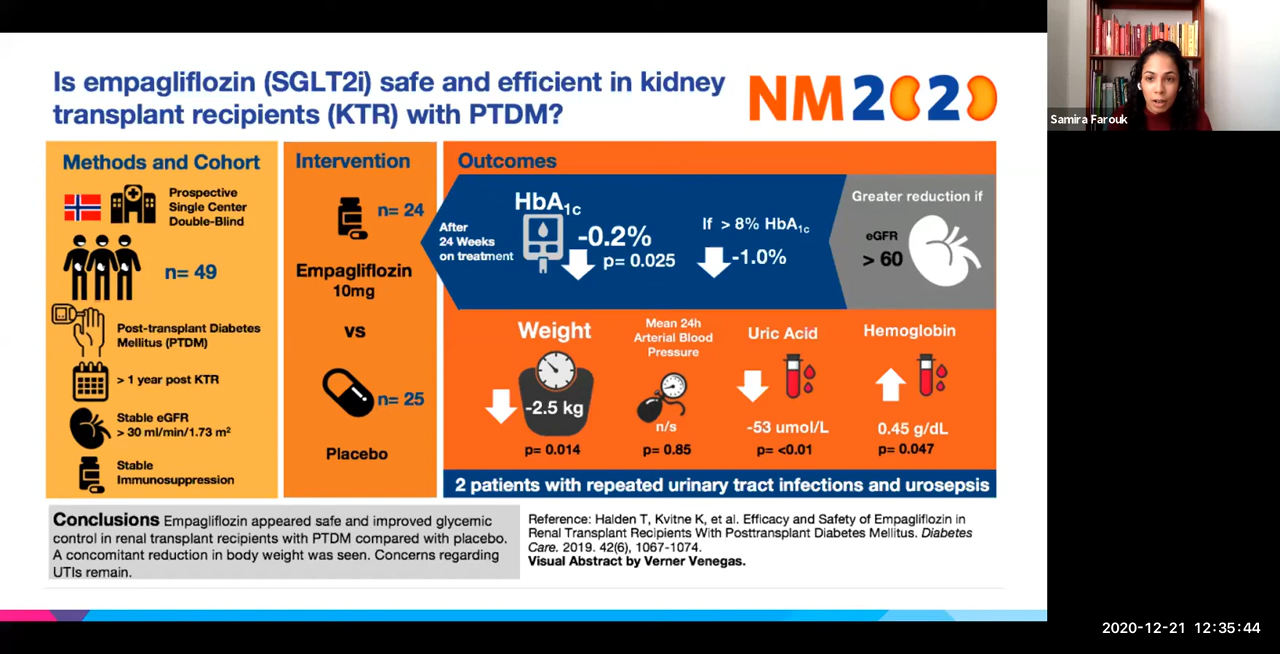 Is empagliflozin (SGLT2i) safe and efficient in kidney
transplant recipients (KTR) with PTDM?
NM2020
Samira Farouk
Methods and Cohort
Prospective
Single Center
Double-Blind
n= 49
Post-transplant Diabetes
Mellitus (PTDM)
> 1 year post KTR
Stable eGFR
> 30 ml/min/1.73 m²
Stable
Immunosuppression
Intervention
n= 24
Empagliflozin
10mg
vs
n= 25
Placebo
Outcomes
After
24 Weeks
on treatment
HbA1c
-0.2%
p= 0.025
If > 8% HbA1c
-1.0%
Greater reduction if
eGFR
> 60
Weight
-2.5 kg
p= 0.014
Mean 24h
Arterial Blood
Pressure
n/s
p= 0.85
Uric Acid
-53 umol/L
p= <0.01
Hemoglobin
0.45 g/dL
p= 0.047
2 patients with repeated urinary tract infections and urosepsis
Conclusions Empagliflozin appeared safe and improved glycemic
control in renal transplant recipients with PTDM compared with placebo.
A concomitant reduction in body weight was seen. Concerns regarding
UTIs remain.
Reference: Halden T, Kvitne K, et al. Efficacy and Safety of Empagliflozin in
Renal Transplant Recipients With Posttransplant Diabetes Mellitus. Diabetes
Care. 2019. 42(6), 1067-1074.
Visual Abstract by Verner Venegas.
2020-12-21 12:35:44